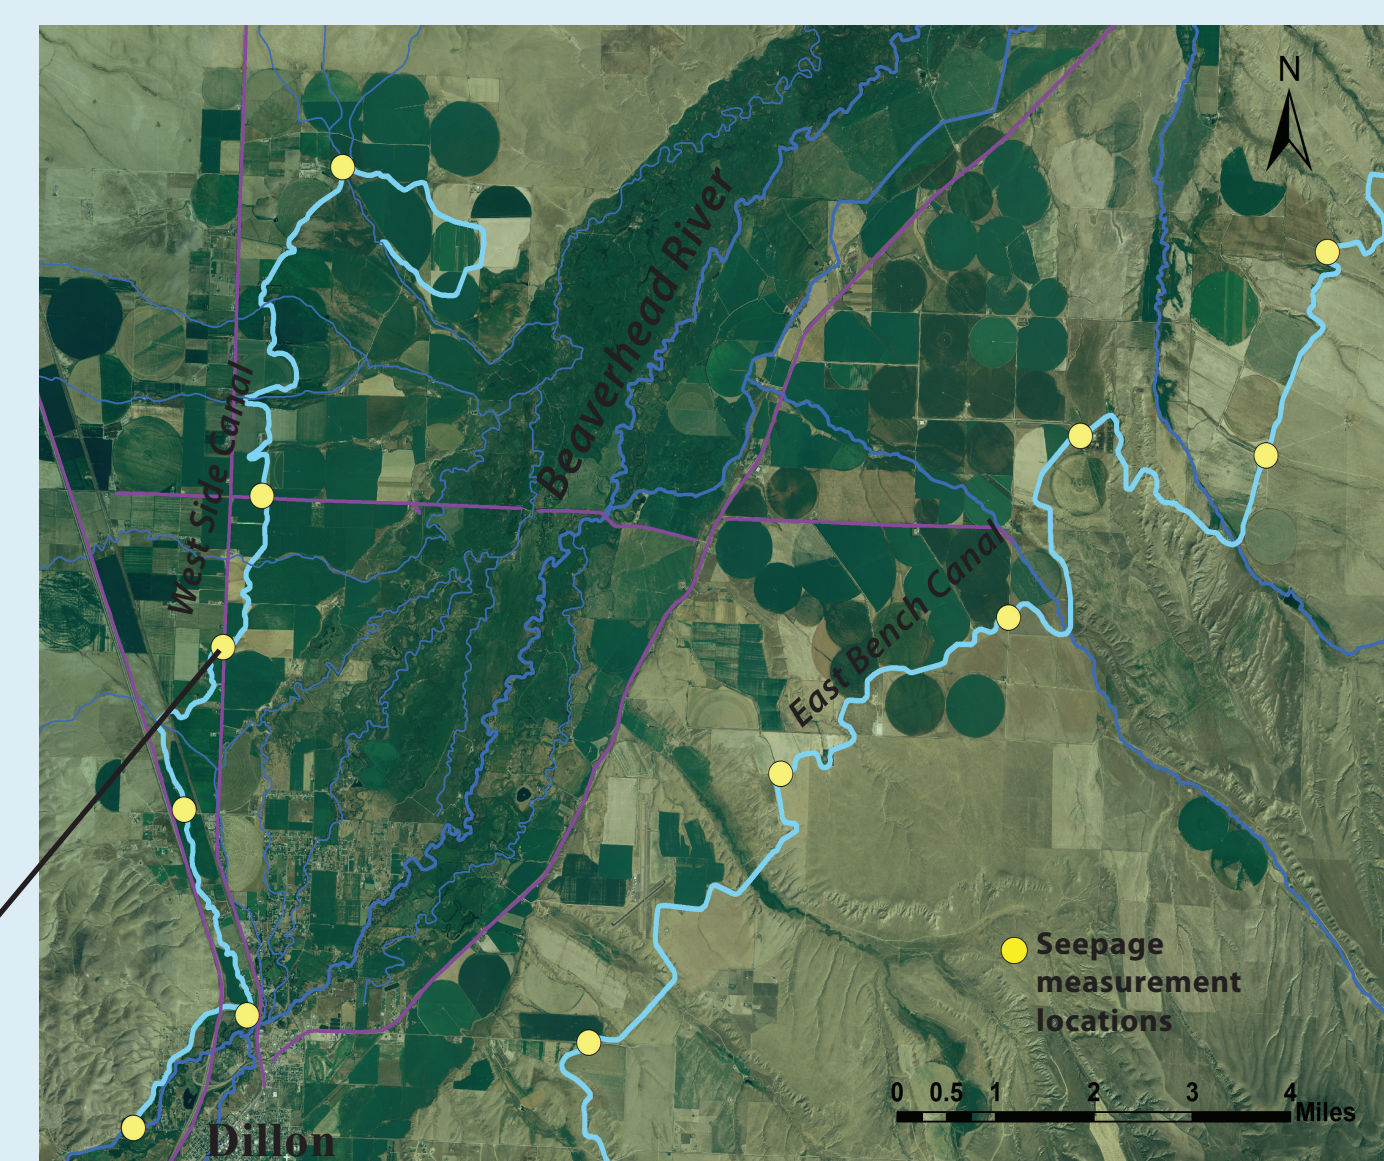 N
Beaverhead River
West Side Canal
East Bench Canal
Seepage
measurement
locations
0 0.5 1 2 3 4
Miles
Dillon